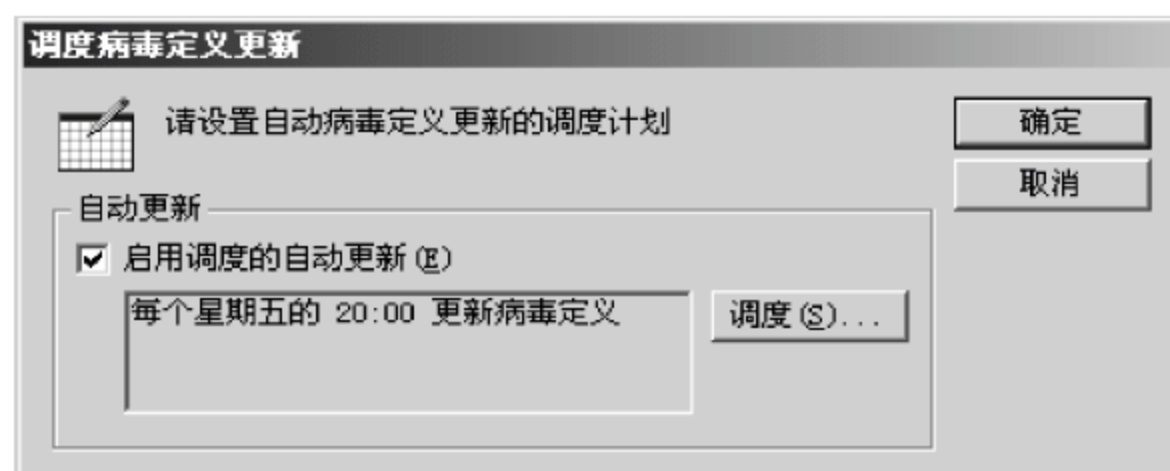 调度病毒定义更新
请设置自动病毒定义更新的调度计划
确定
取消
自动更新
启用调度的自动更新(E)
每个星期五的 20:00 更新病毒定义
调度(S)...